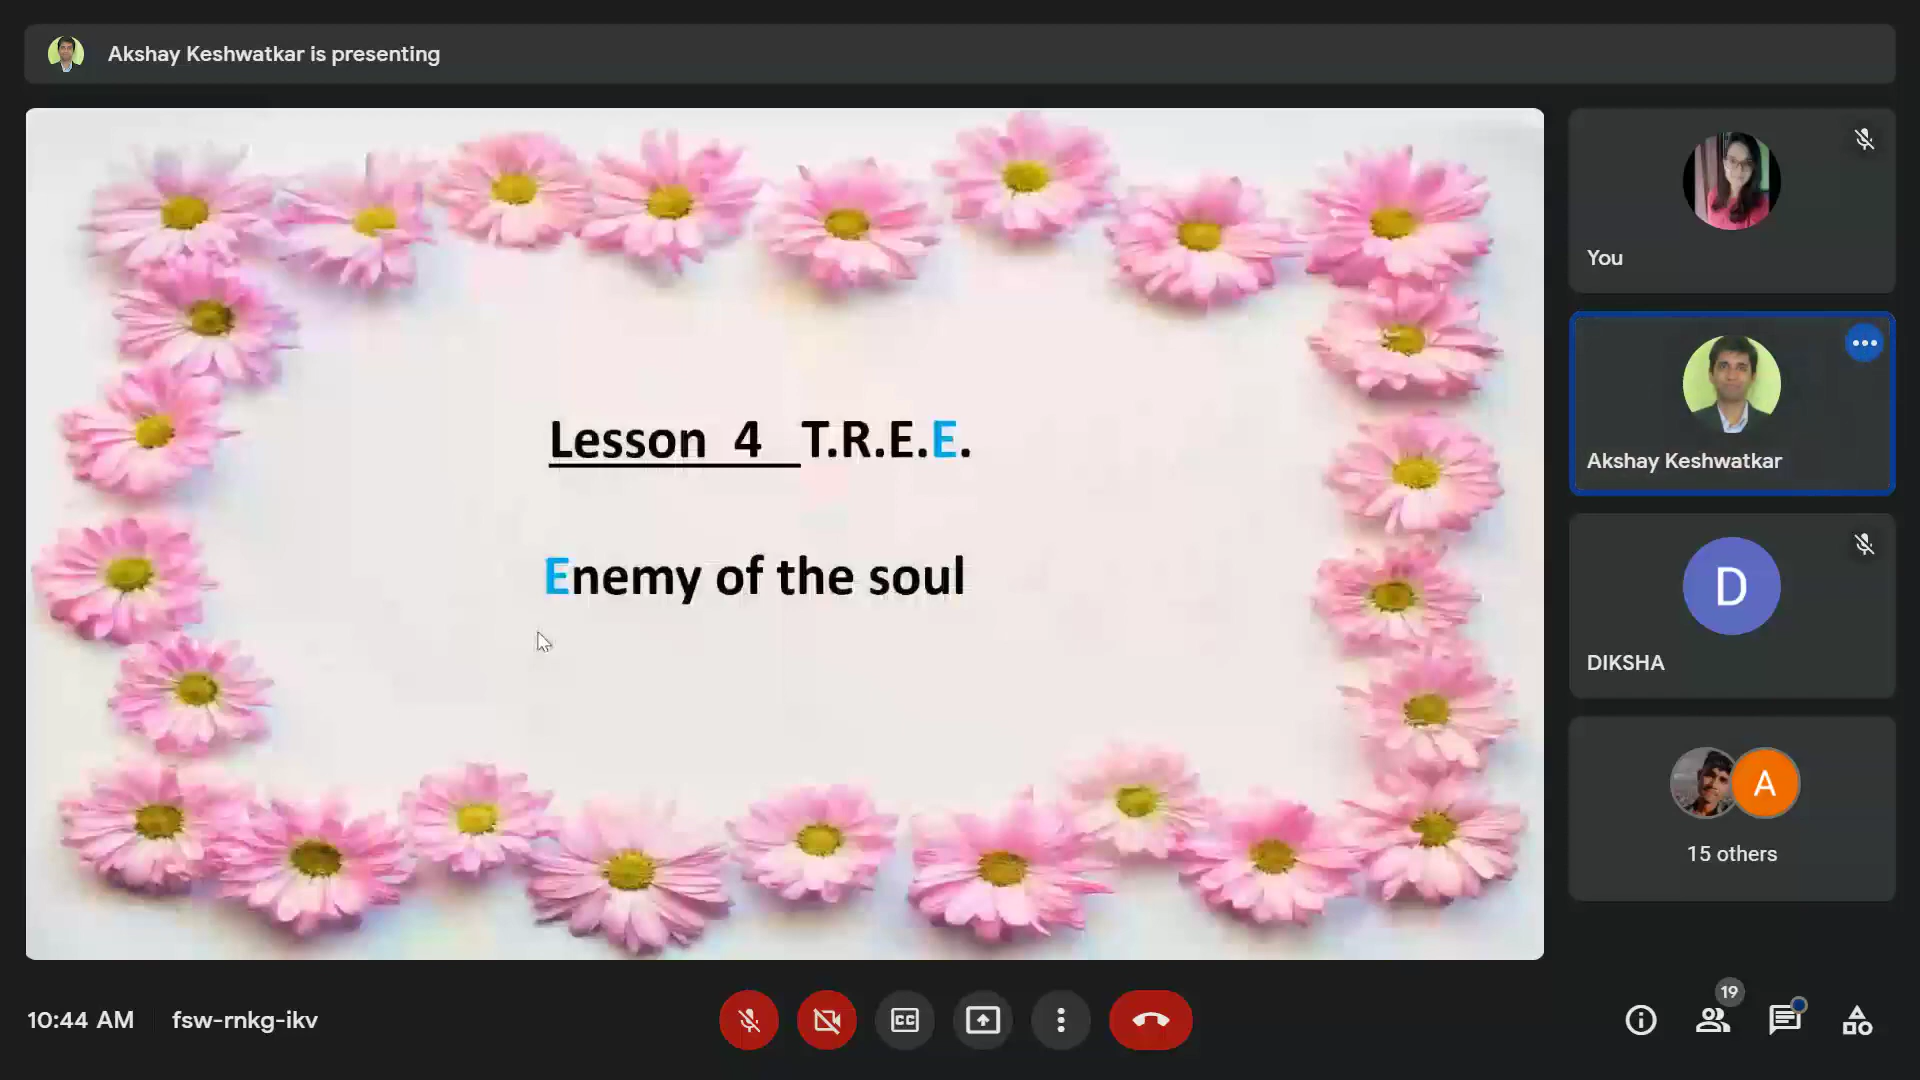 Akshay Keshwatkar is presenting
Lesson 4 T.R.E.E.
Enemy of the soul
You
Akshay Keshwatkar
D
DIKSHA
A
15 others
10:44 AM
fsw-rnkg-ikv
CC
19